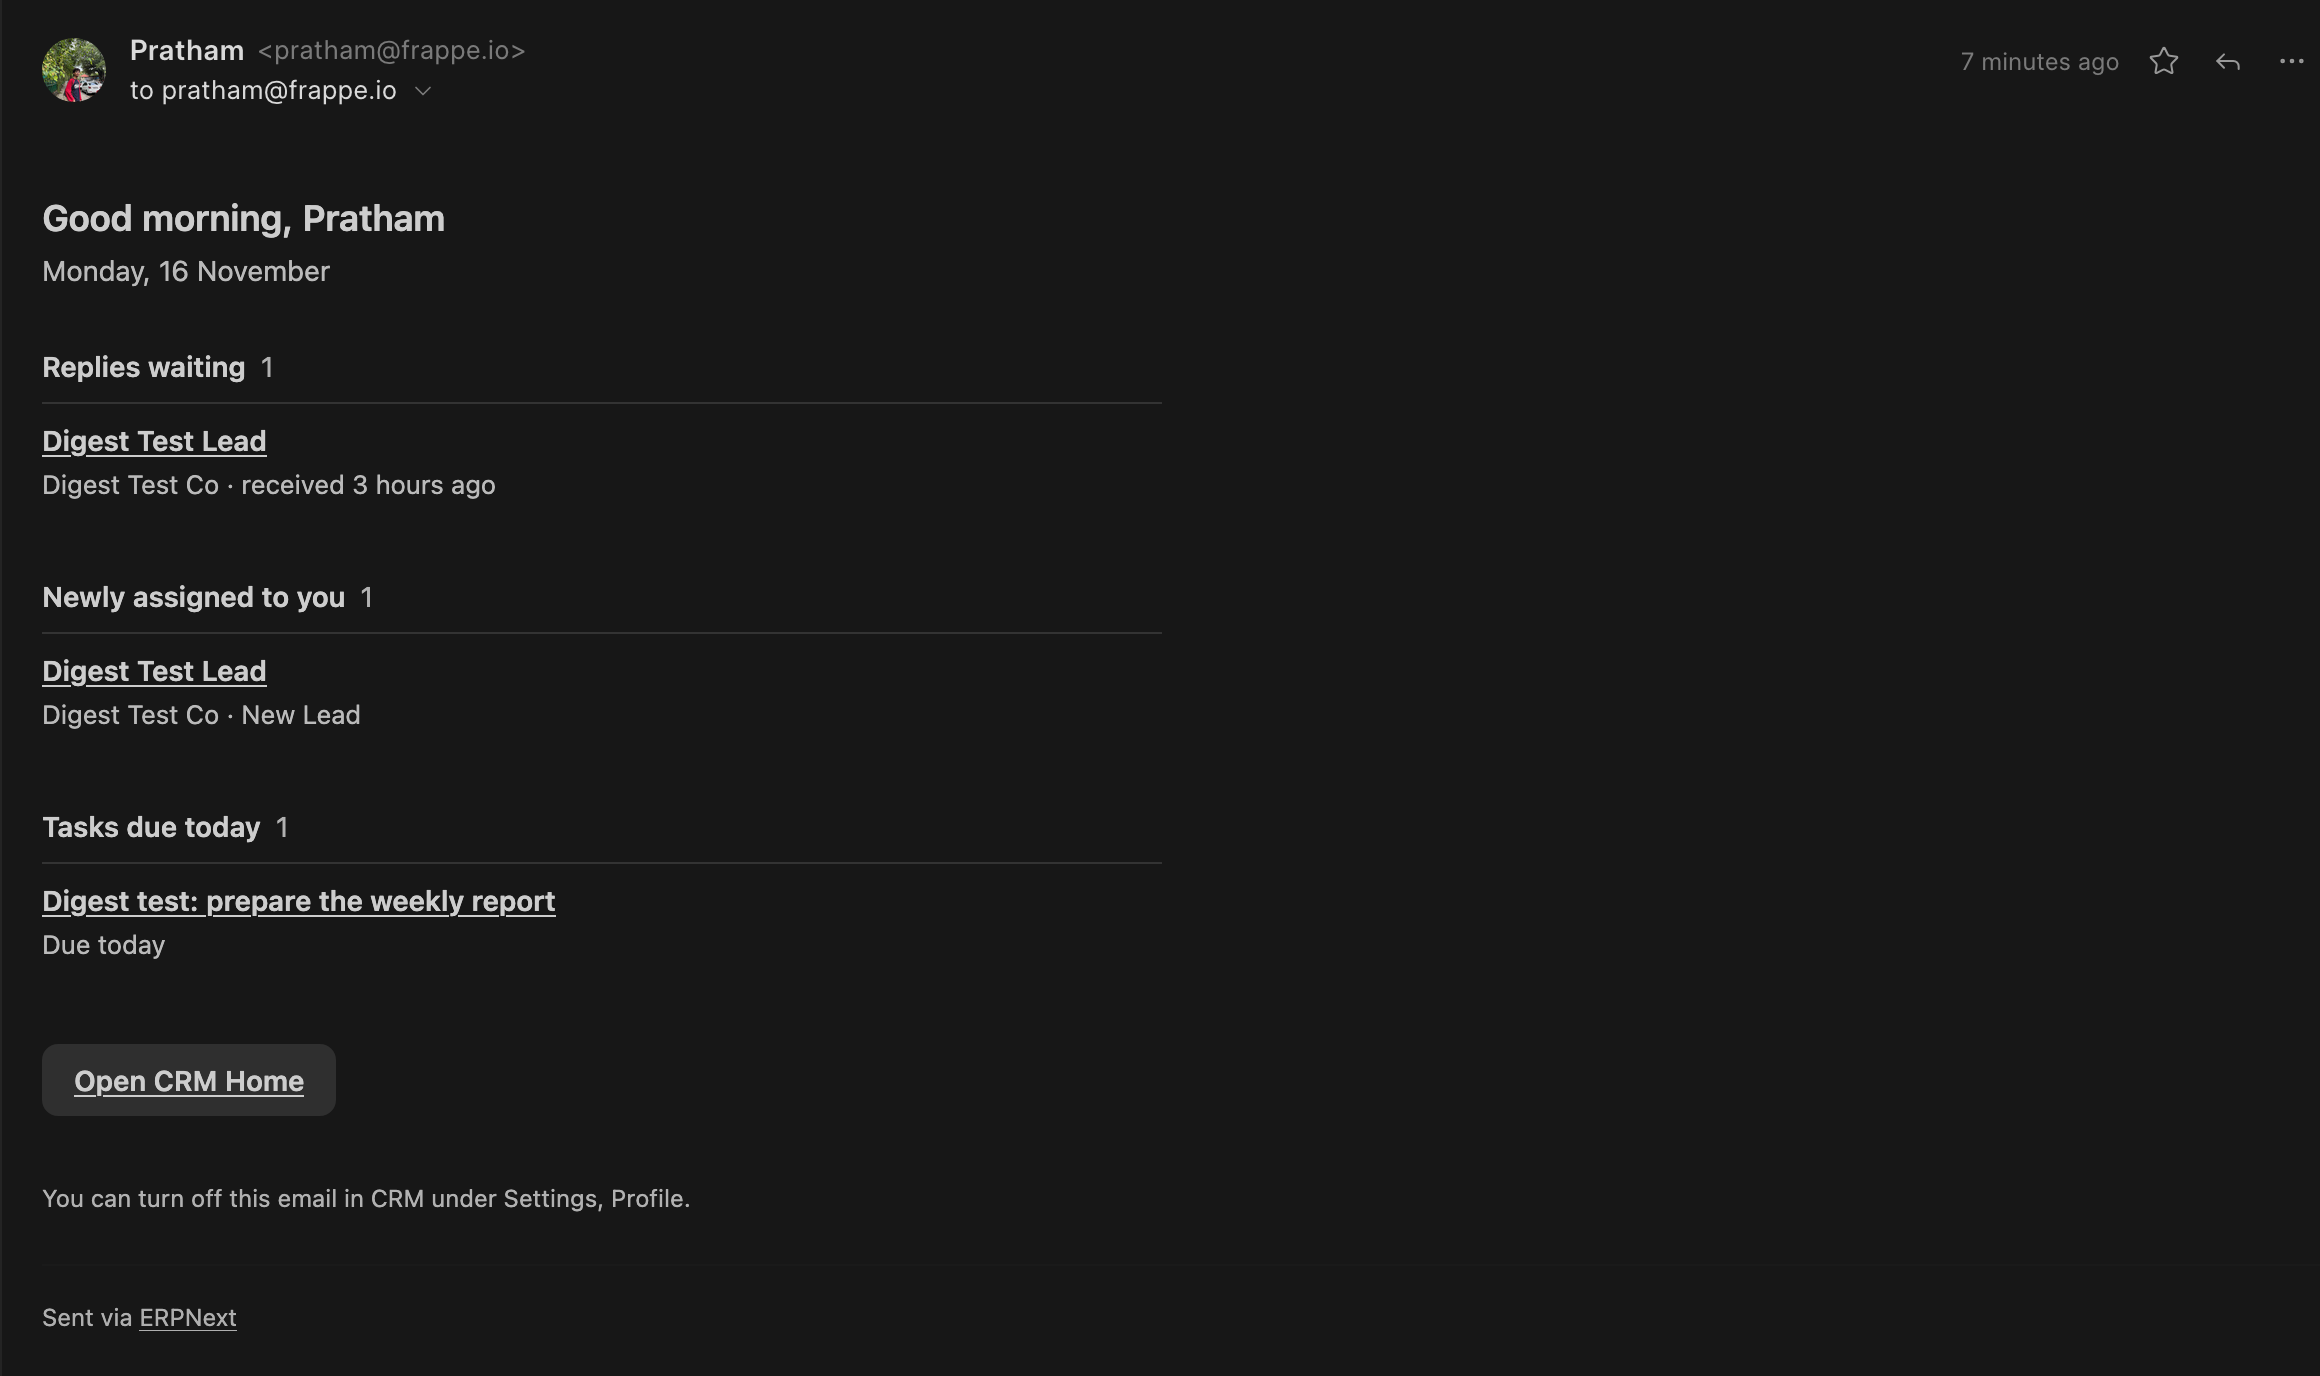 Pratham <pratham@frappe.io>
7 minutes ago
to pratham@frappe.io
Good morning, Pratham
Monday, 16 November
Replies waiting 1
Digest Test Lead
Digest Test Co · received 3 hours ago
Newly assigned to you 1
Digest Test Lead
Digest Test Co · New Lead
Tasks due today 1
Digest test: prepare the weekly report
Due today
Open CRM Home
You can turn off this email in CRM under Settings, Profile.
Sent via ERPNext